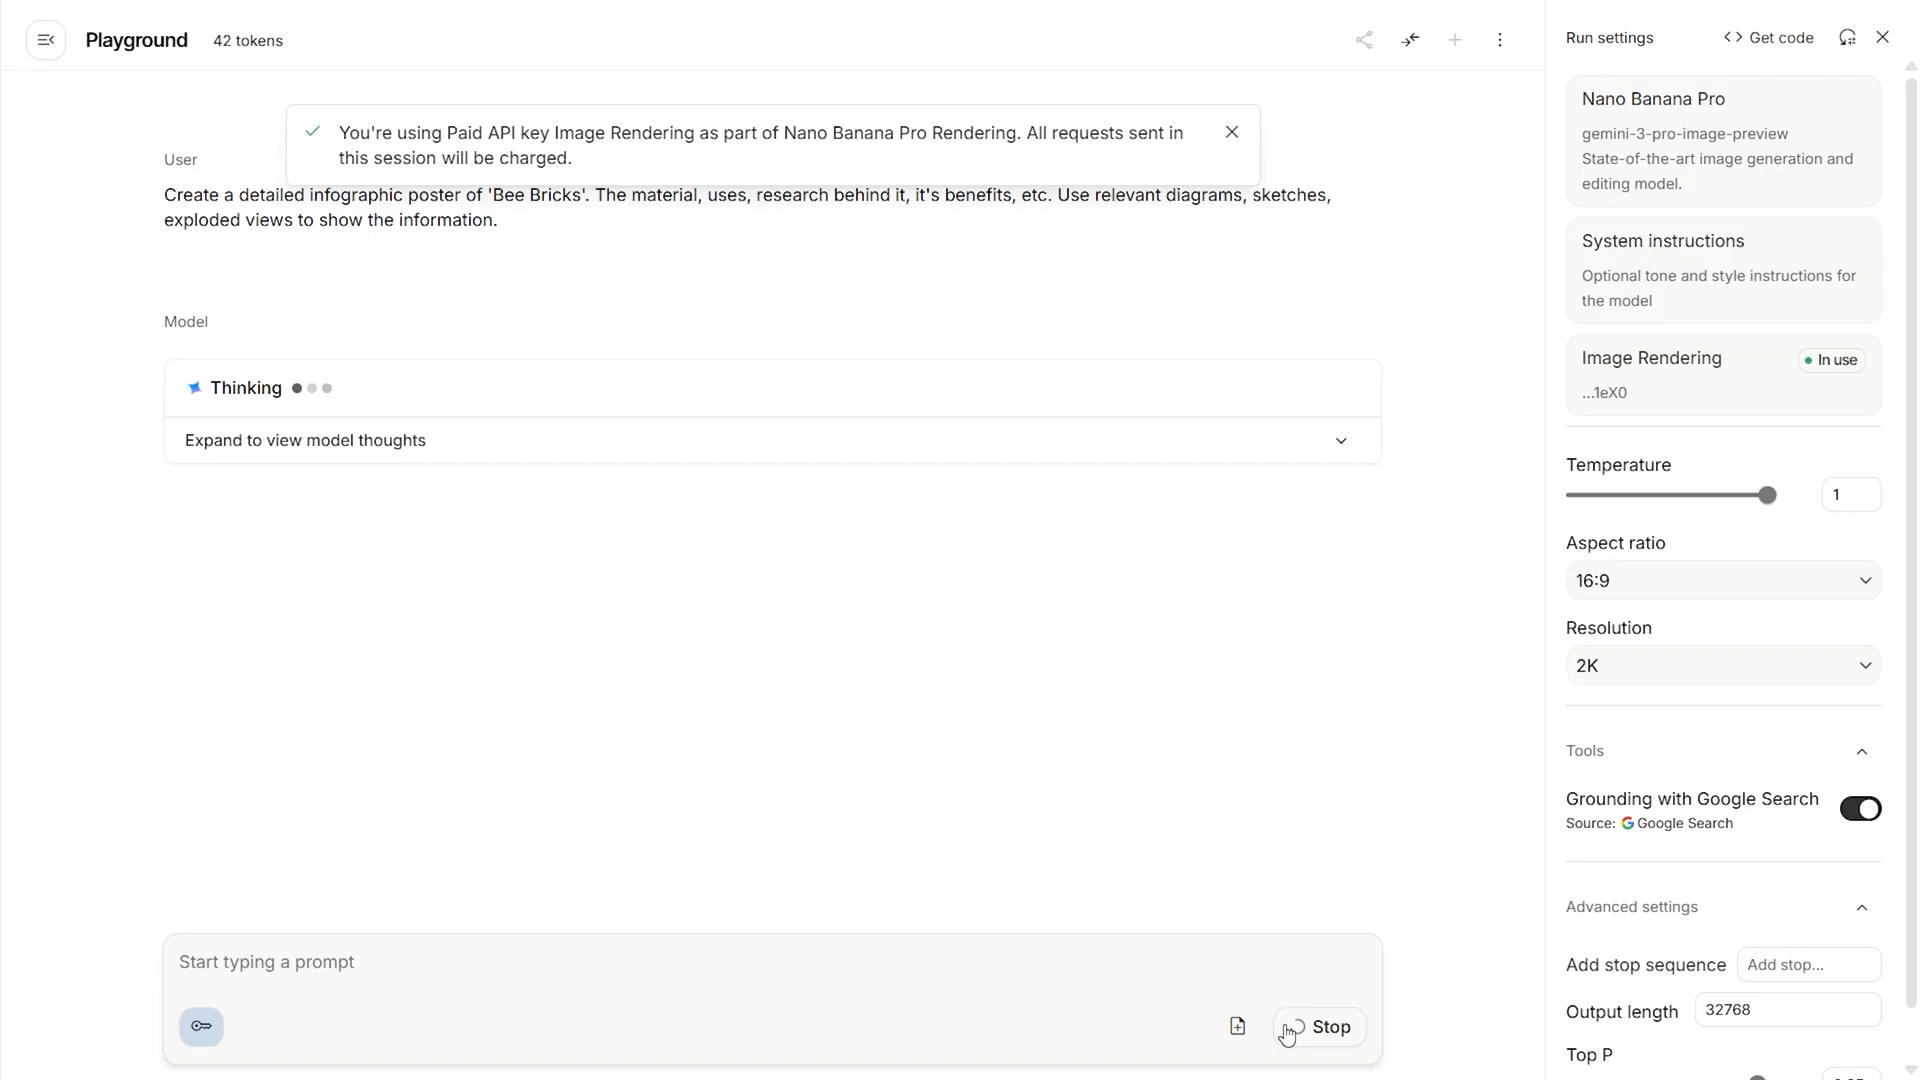 Playground
42 tokens
You're using Paid API key Image Rendering as part of Nano Banana Pro Rendering. All requests sent in
this session will be charged.
User
Create a detailed infographic poster of 'Bee Bricks'. The material, uses, research behind it, it's benefits, etc. Use relevant diagrams, sketches,
exploded views to show the information.
Model
Thinking
Expand to view model thoughts
Start typing a prompt
Stop
Run settings
Get code
Nano Banana Pro
gemini-3-pro-image-preview
State-of-the-art image generation and
editing model.
System instructions
Optional tone and style instructions for
the model
Image Rendering
In use
...1eX0
Temperature
1
Aspect ratio
16:9
Resolution
2K
Tools
Grounding with Google Search
Source: Google Search
Advanced settings
Add stop sequence
Add stop...
Output length
32768
Top P